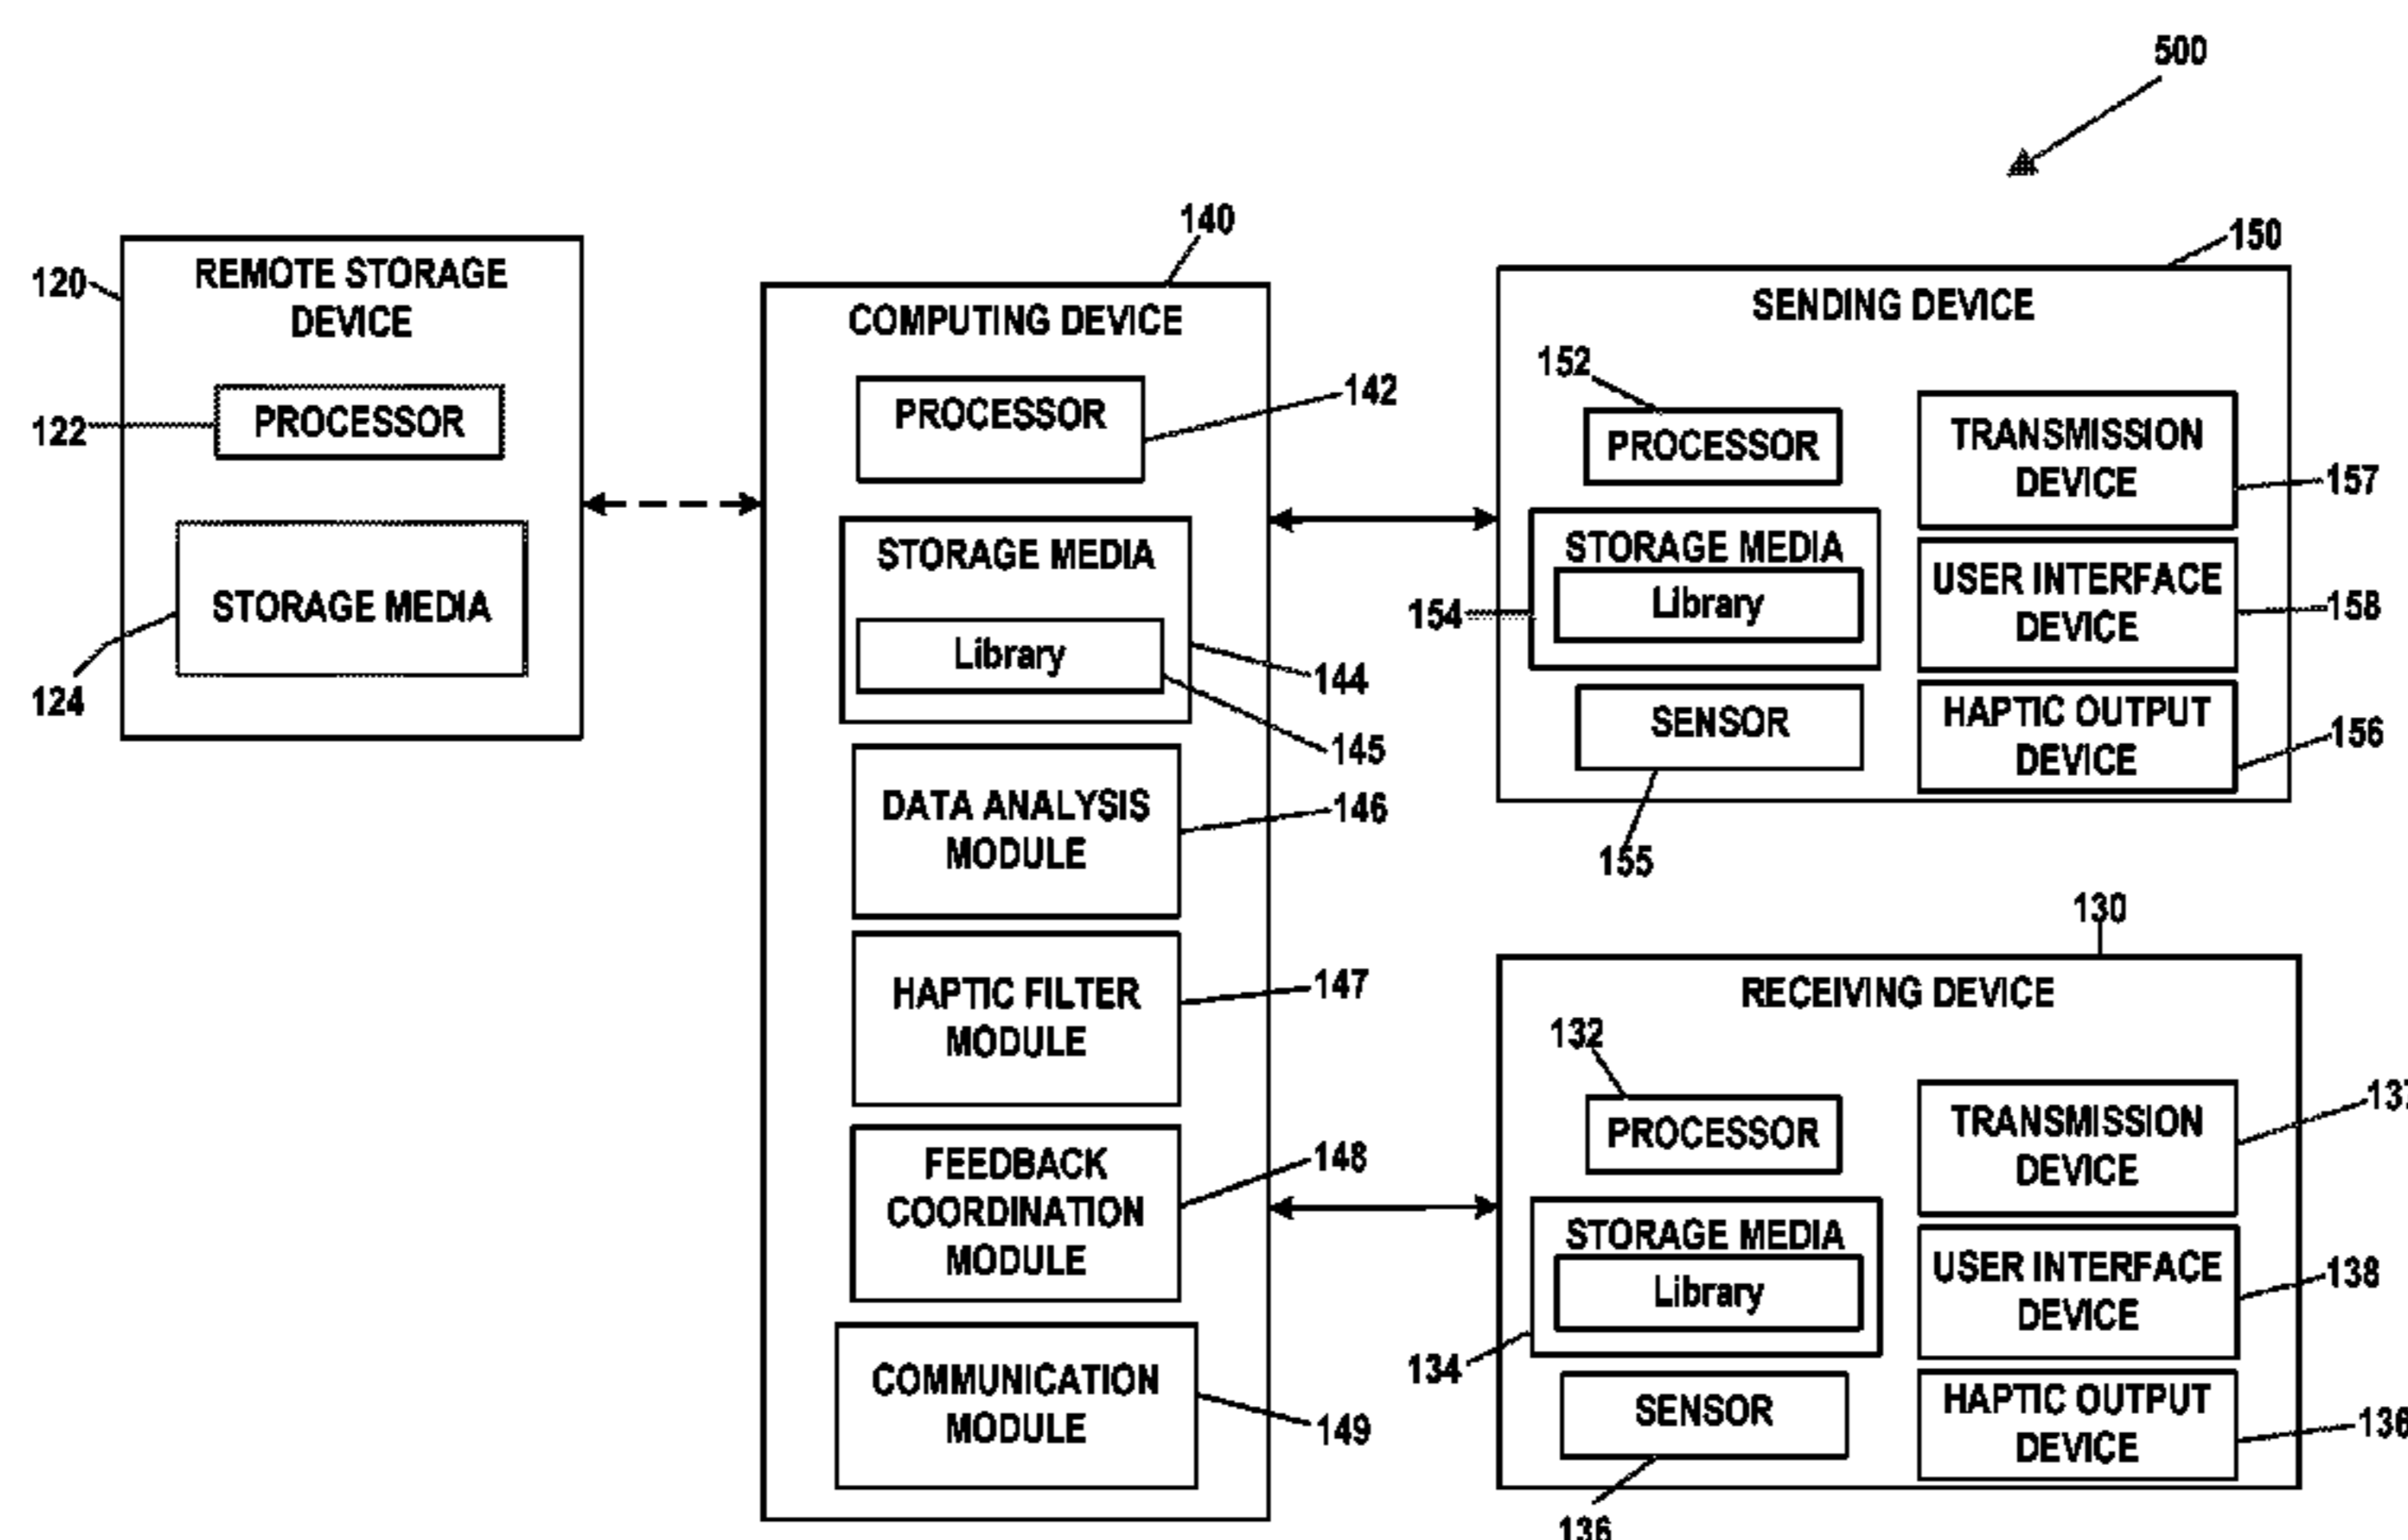 500
120
REMOTE STORAGE
DEVICE
122
PROCESSOR
STORAGE MEDIA
124
140
COMPUTING DEVICE
PROCESSOR
142
STORAGE MEDIA
Library
144
145
DATA ANALYSIS
MODULE
146
HAPTIC FILTER
MODULE
147
FEEDBACK
COORDINATION
MODULE
148
COMMUNICATION
MODULE
149
150
SENDING DEVICE
152
PROCESSOR
STORAGE MEDIA
Library
154
SENSOR
155
TRANSMISSION
DEVICE
157
USER INTERFACE
DEVICE
158
HAPTIC OUTPUT
DEVICE
156
130
RECEIVING DEVICE
132
PROCESSOR
STORAGE MEDIA
Library
134
SENSOR
136
TRANSMISSION
DEVICE
137
USER INTERFACE
DEVICE
138
HAPTIC OUTPUT
DEVICE
136